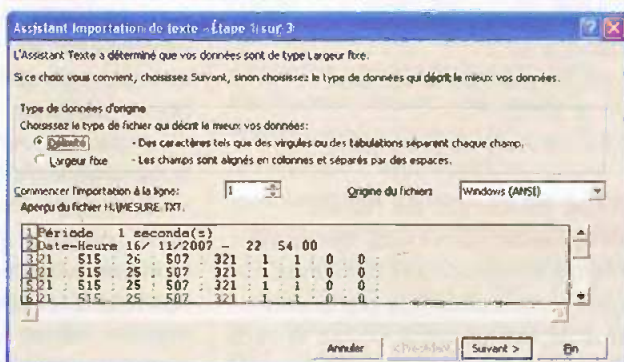 Assistant Importation de texte - Étape 1 (sur 3)
L'Assistant Texte a déterminé que vos données sont de type Largeur fixe.
Si ce choix vous convient, choisissez Suivant, sinon choisissez le type de données qui décrit le mieux vos données.
Type de données d'origine
Choisissez le type de fichier qui décrit le mieux vos données:
Délimité - Des caractères tels que des virgules ou des tabulations séparent chaque champ.
Largeur fixe - Les champs sont alignés en colonnes et séparés par des espaces.
Commencer l'importation à la ligne: 1 Origine du fichier: Windows (ANSI)
Aperçu du fichier H:\MESURE.TXT.
1 Période : 1 seconde(s)
2 Date-Heure 16/ 11/2007 - 22 54 00
3 21 : 515 : 26 : 507 : 321 : 1 : 1 : 0 : 0 :
4 21 : 515 : 25 : 507 : 321 : 1 : 1 : 0 : 0 :
5 21 : 515 : 25 : 507 : 321 : 1 : 1 : 0 : 0 :
6 21 : 515 : 25 : 507 : 321 : 1 : 1 : 0 : 0 :
Annuler < Précédent Suivant > Fin